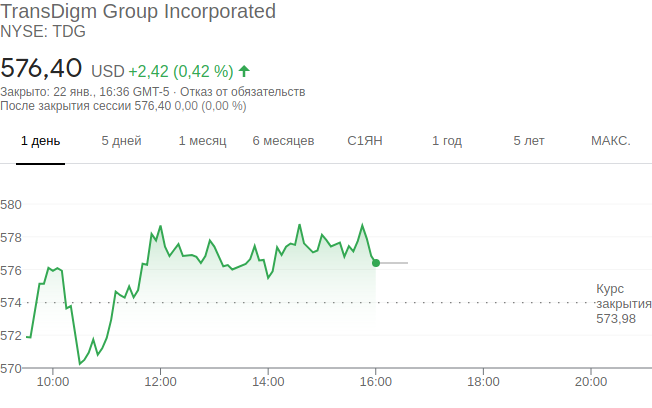 TransDigm Group Incorporated
NYSE: TDG
576,40 USD +2,42 (0,42 %)
Закрыто: 22 янв., 16:36 GMT-5 · Отказ от обязательств
После закрытия сессии 576,40 0,00 (0,00 %)
1 день 5 дней 1 месяц 6 месяцев С1ЯН 1 год 5 лет МАКС.
580
578
576
574
572
570
Курс
закрытия
573,98
10:00 12:00 14:00 16:00 18:00 20:00